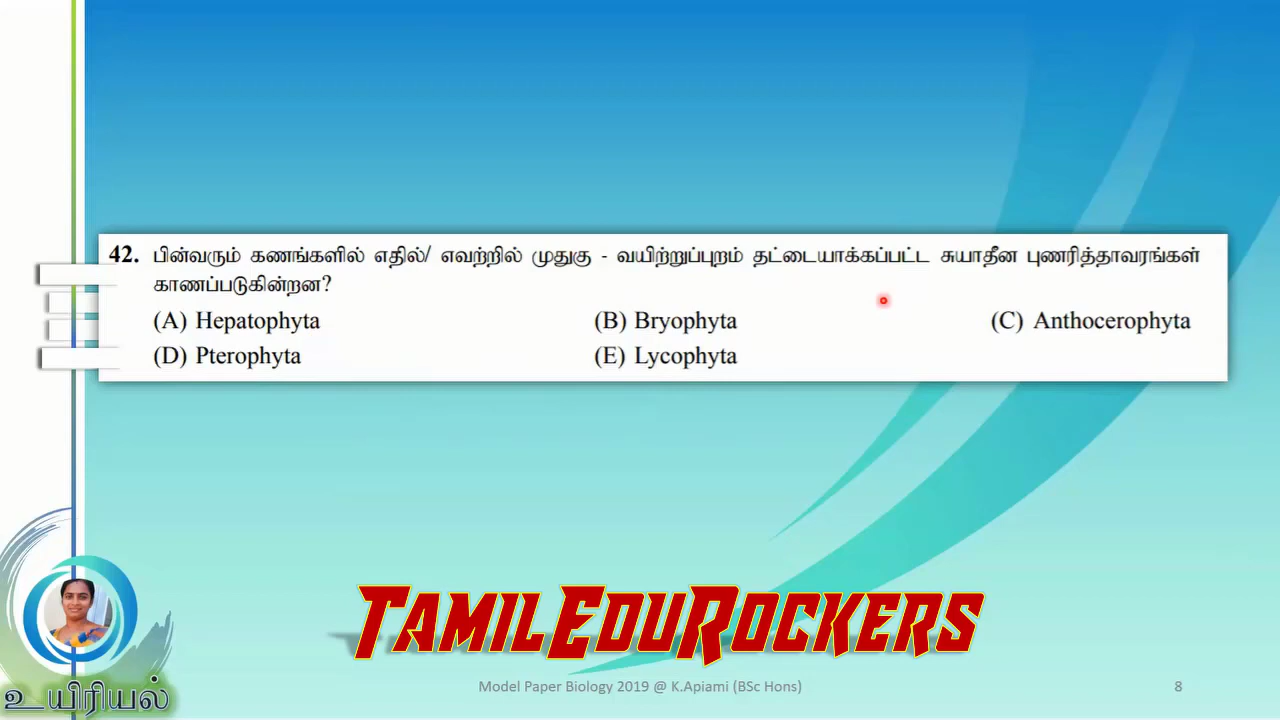 42. பின்வரும் கணங்களில் எதில்/ எவற்றில் முதுகு - வயிற்றுப்புறம் தட்டையாக்கப்பட்ட சுயாதீன புணரித்தாவரங்கள்
காணப்படுகின்றன?
(A) Hepatophyta (B) Bryophyta (C) Anthocerophyta
(D) Pterophyta (E) Lycophyta
TAMILEDUROCKERS
Model Paper Biology 2019 @ K.Apiami (BSc Hons) 8
உயிரியல்